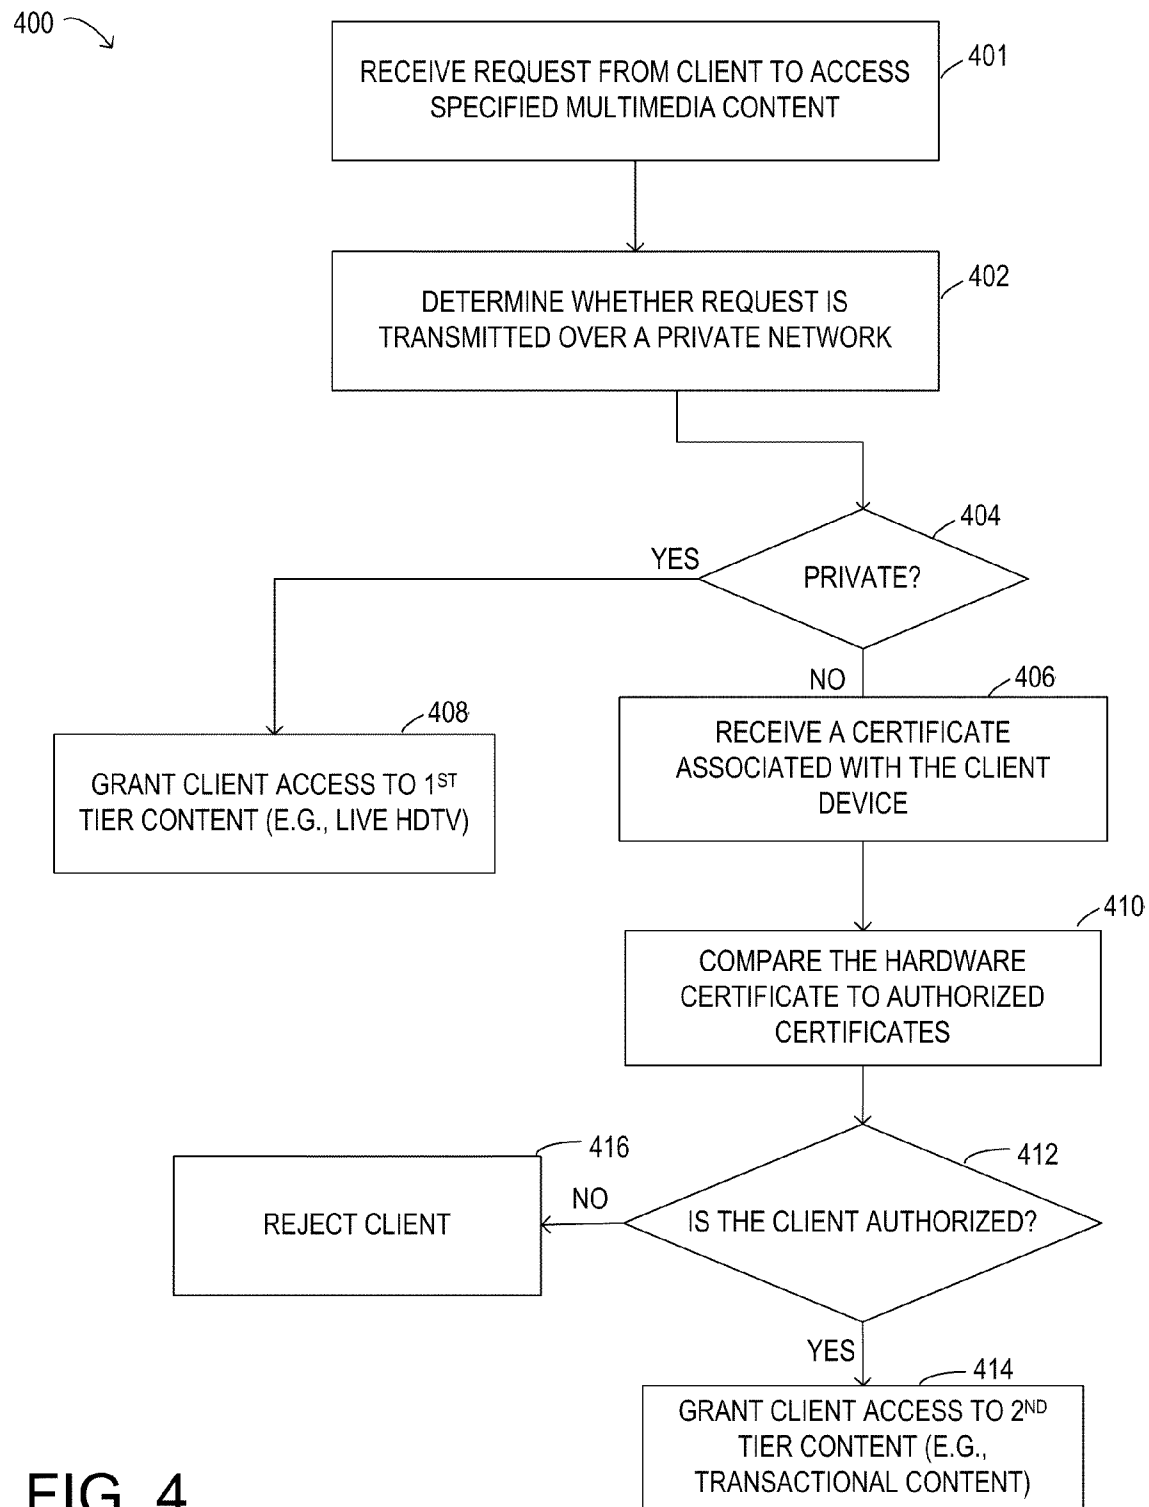 400
RECEIVE REQUEST FROM CLIENT TO ACCESS
SPECIFIED MULTIMEDIA CONTENT
401
DETERMINE WHETHER REQUEST IS
TRANSMITTED OVER A PRIVATE NETWORK
402
404
YES
PRIVATE?
NO
406
RECEIVE A CERTIFICATE
ASSOCIATED WITH THE CLIENT
DEVICE
408
GRANT CLIENT ACCESS TO 1ST
TIER CONTENT (E.G., LIVE HDTV)
410
COMPARE THE HARDWARE
CERTIFICATE TO AUTHORIZED
CERTIFICATES
416
REJECT CLIENT
NO
412
IS THE CLIENT AUTHORIZED?
YES
414
GRANT CLIENT ACCESS TO 2ND
TIER CONTENT (E.G.,
TRANSACTIONAL CONTENT)
FIG. 4